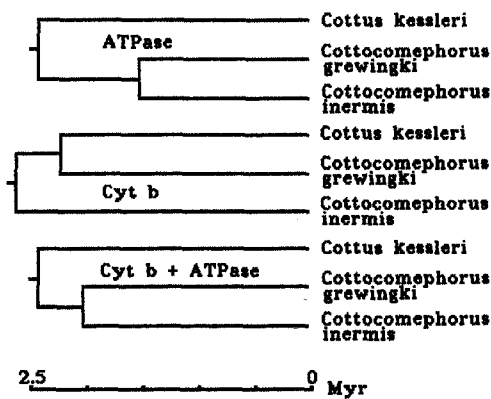 Cottus kessleri
ATPase
Cottocomephorus
grewingki
Cottocomephorus
inermis
Cottus kessleri
Cottocomephorus
grewingki
Cyt b
Cottocomephorus
inermis
Cottus kessleri
Cyt b + ATPase
Cottocomephorus
grewingki
Cottocomephorus
inermis
2.5 0
Myr